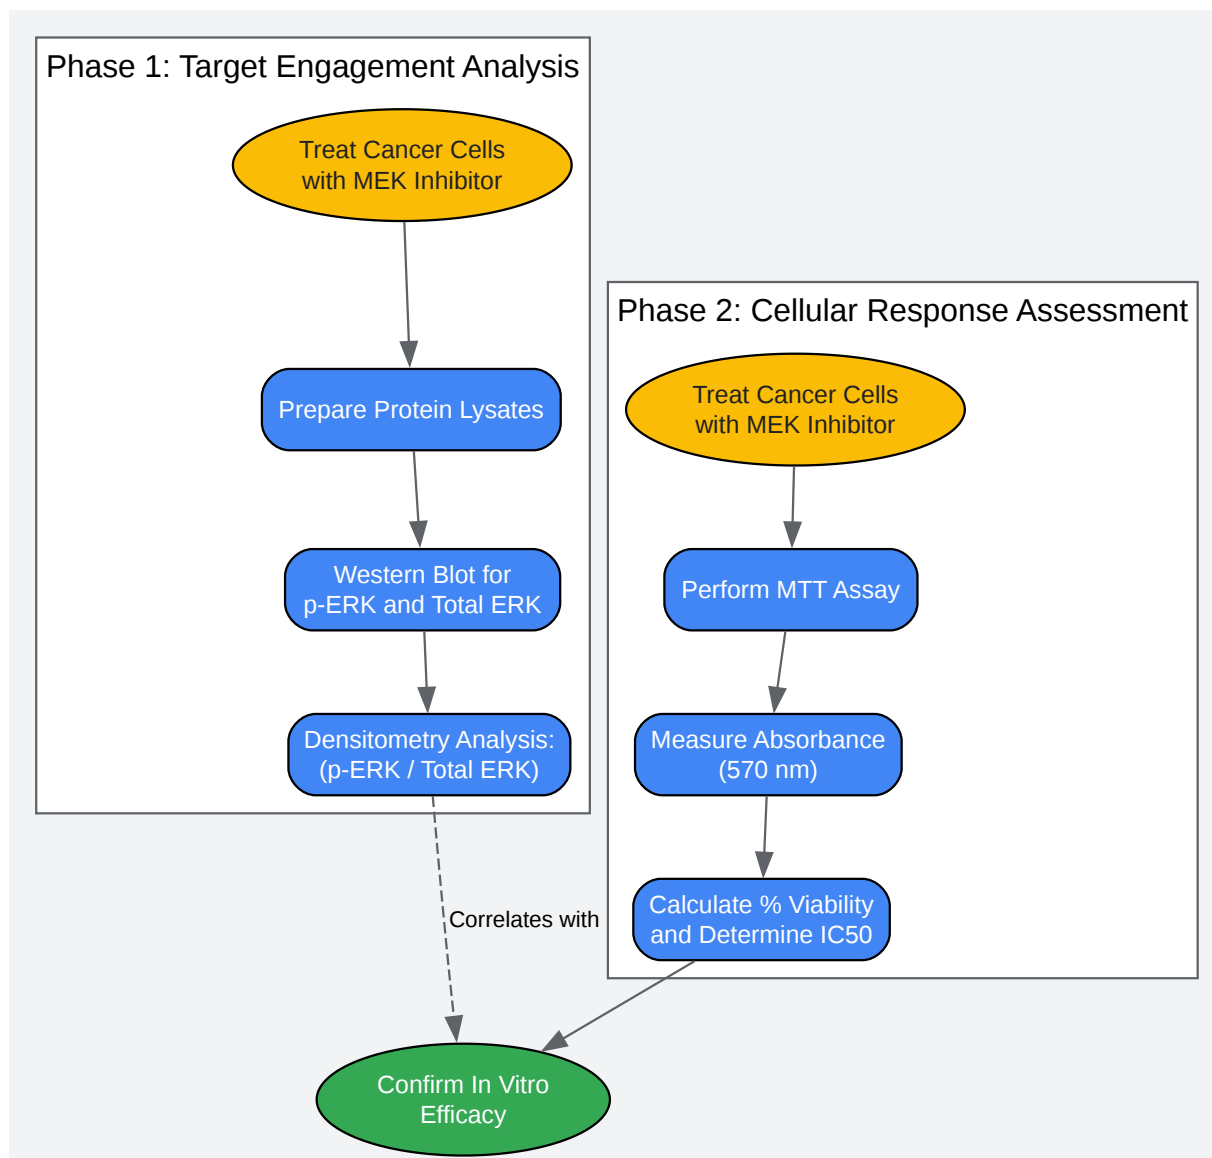 Phase 1: Target Engagement Analysis
Treat Cancer Cells
with MEK Inhibitor
Prepare Protein Lysates
Western Blot for
p-ERK and Total ERK
Densitometry Analysis:
(p-ERK / Total ERK)
Phase 2: Cellular Response Assessment
Treat Cancer Cells
with MEK Inhibitor
Perform MTT Assay
Measure Absorbance
(570 nm)
Calculate % Viability
and Determine IC50
Correlates with
Confirm In Vitro
Efficacy